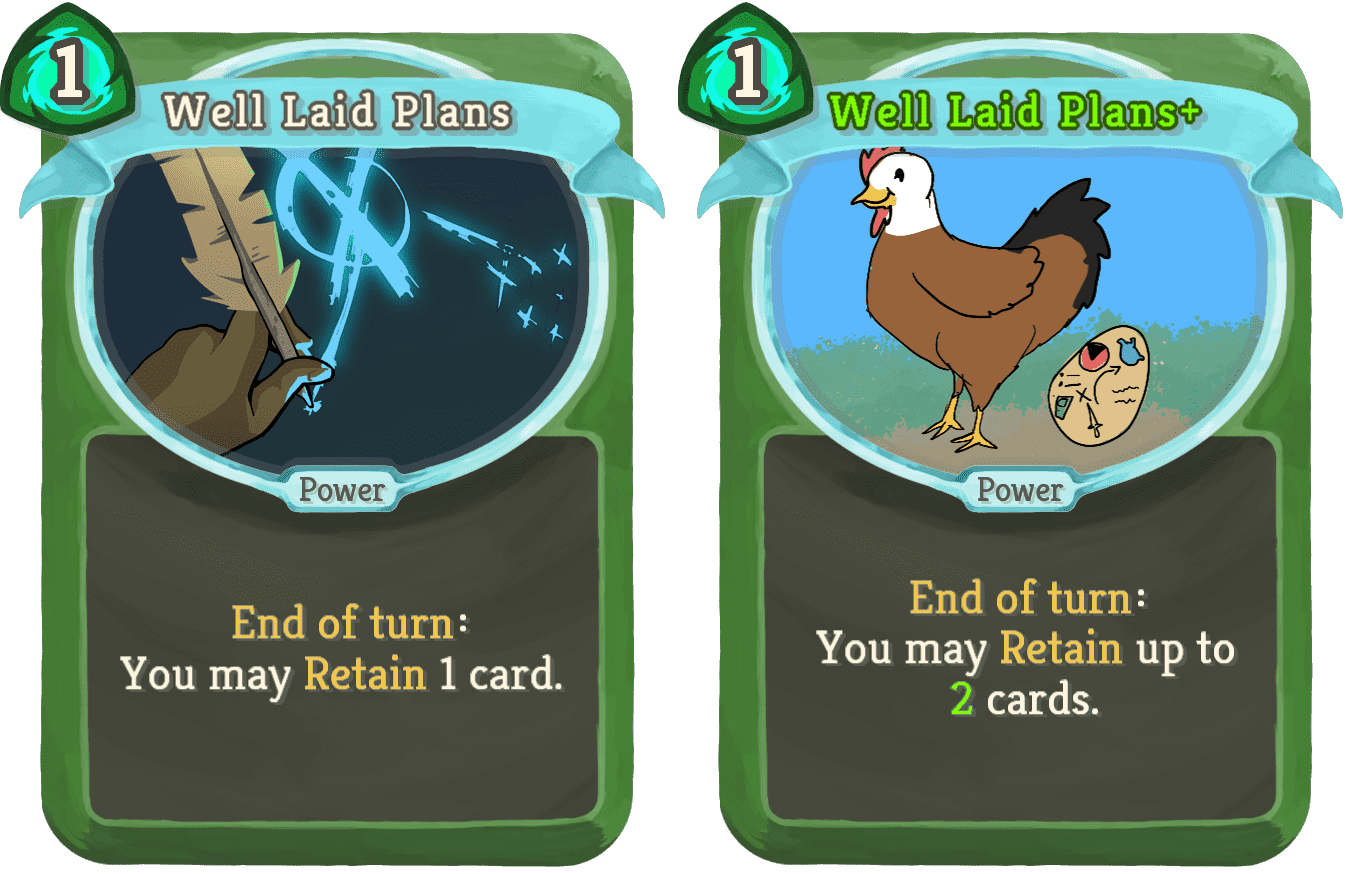 1
Well Laid Plans
Power
End of turn:
You may Retain 1 card.
1
Well Laid Plans+
Power
End of turn:
You may Retain up to
2 cards.